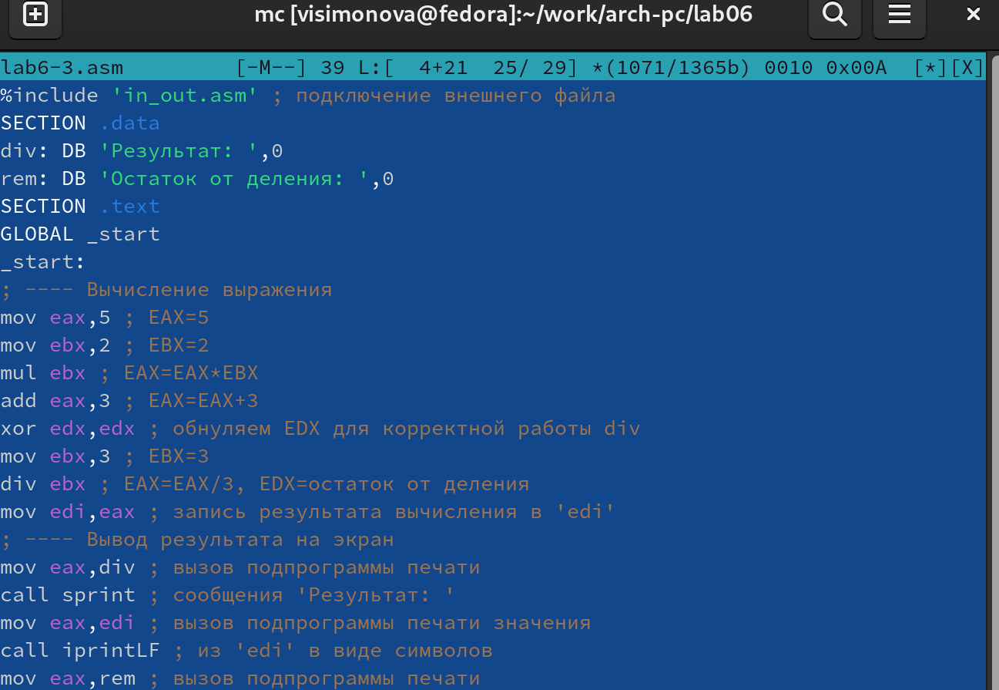 mc [visimonova@fedora]:~/work/arch-pc/lab06
lab6-3.asm [-M--] 39 L:[ 4+21 25/ 29] *(1071/1365b) 0010 0x00A [*][X]
%include 'in_out.asm' ; подключение внешнего файла
SECTION .data
div: DB 'Результат: ',0
rem: DB 'Остаток от деления: ',0
SECTION .text
GLOBAL _start
_start:
; ---- Вычисление выражения
mov eax,5 ; EAX=5
mov ebx,2 ; EBX=2
mul ebx ; EAX=EAX*EBX
add eax,3 ; EAX=EAX+3
xor edx,edx ; обнуляем EDX для корректной работы div
mov ebx,3 ; EBX=3
div ebx ; EAX=EAX/3, EDX=остаток от деления
mov edi,eax ; запись результата вычисления в 'edi'
; ---- Вывод результата на экран
mov eax,div ; вызов подпрограммы печати
call sprint ; сообщения 'Результат: '
mov eax,edi ; вызов подпрограммы печати значения
call iprintLF ; из 'edi' в виде символов
mov eax,rem ; вызов подпрограммы печати